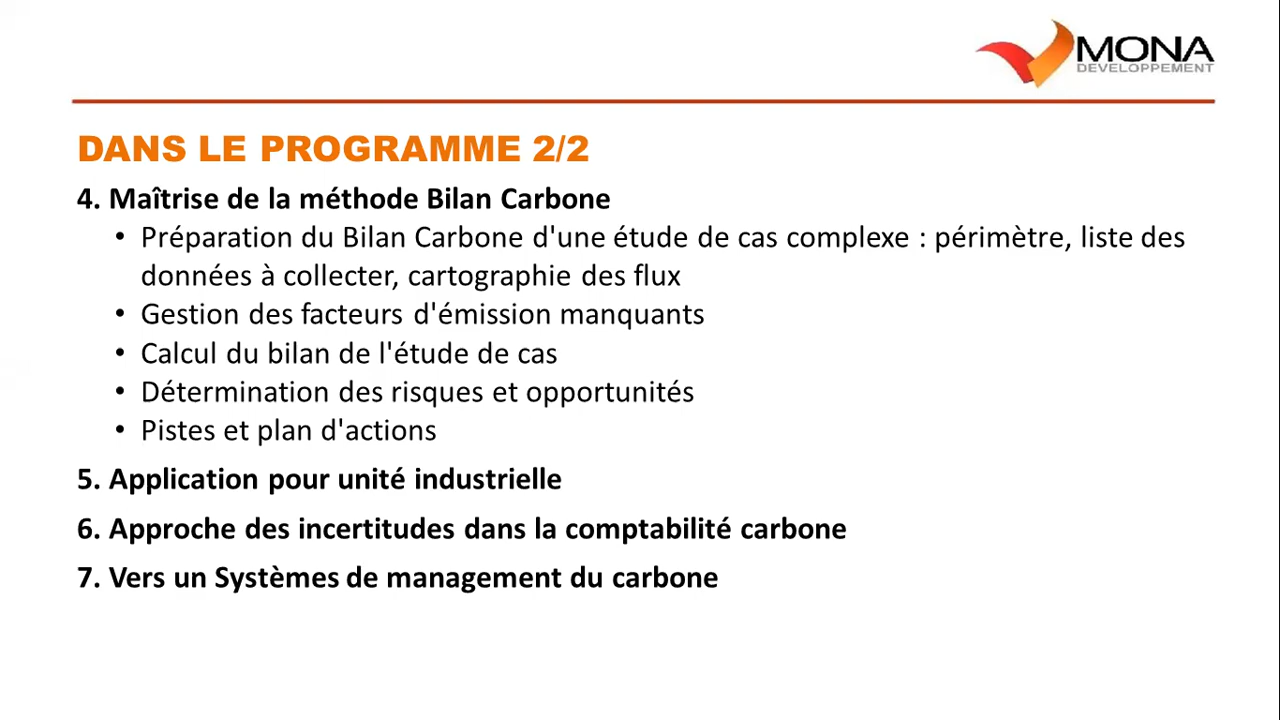 MONA
DEVELOPPEMENT
DANS LE PROGRAMME 2/2
4. Maîtrise de la méthode Bilan Carbone
• Préparation du Bilan Carbone d'une étude de cas complexe : périmètre, liste des
données à collecter, cartographie des flux
• Gestion des facteurs d'émission manquants
• Calcul du bilan de l'étude de cas
• Détermination des risques et opportunités
• Pistes et plan d'actions
5. Application pour unité industrielle
6. Approche des incertitudes dans la comptabilité carbone
7. Vers un Systèmes de management du carbone